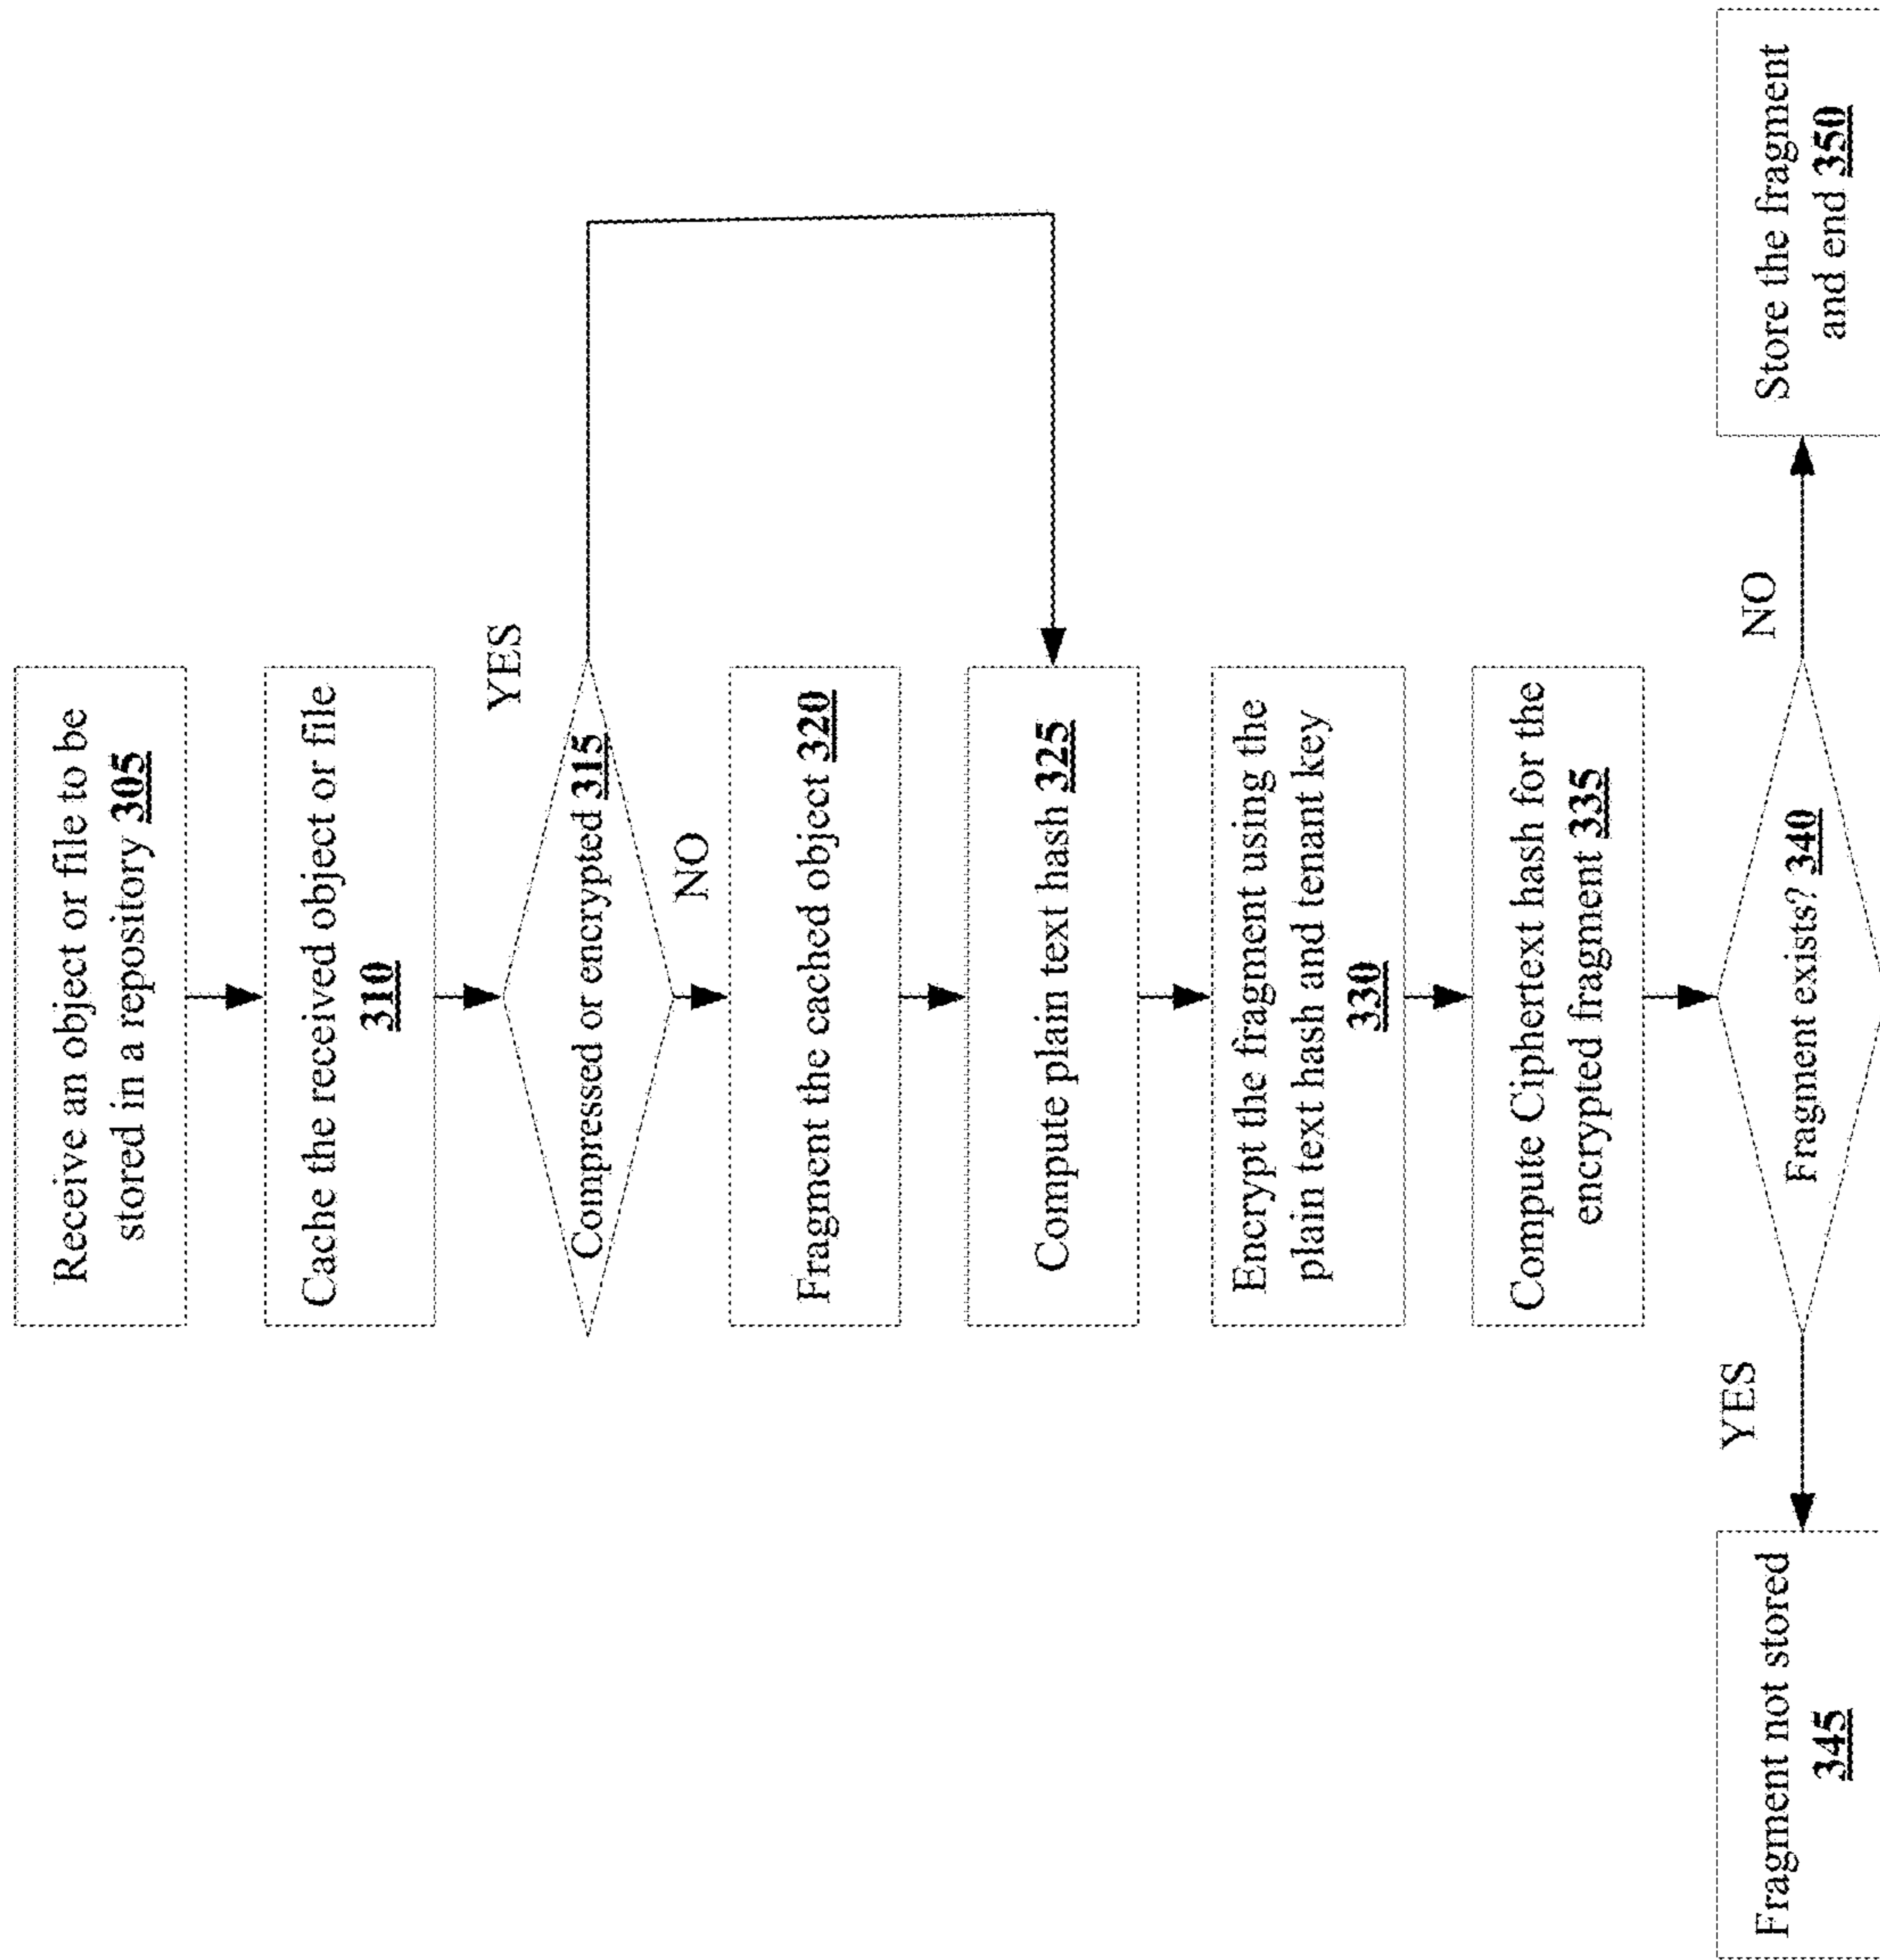 Receive an object or file to be
stored in a repository 305
Cache the received object or file
310
YES
Compressed or encrypted 315
NO
Fragment the cached object 320
Compute plain text hash 325
Encrypt the fragment using the
plain text hash and tenant key
330
Compute Ciphertext hash for the
encrypted fragment 335
YES
Fragment exists? 340
NO
Fragment not stored
345
Store the fragment
and end 350